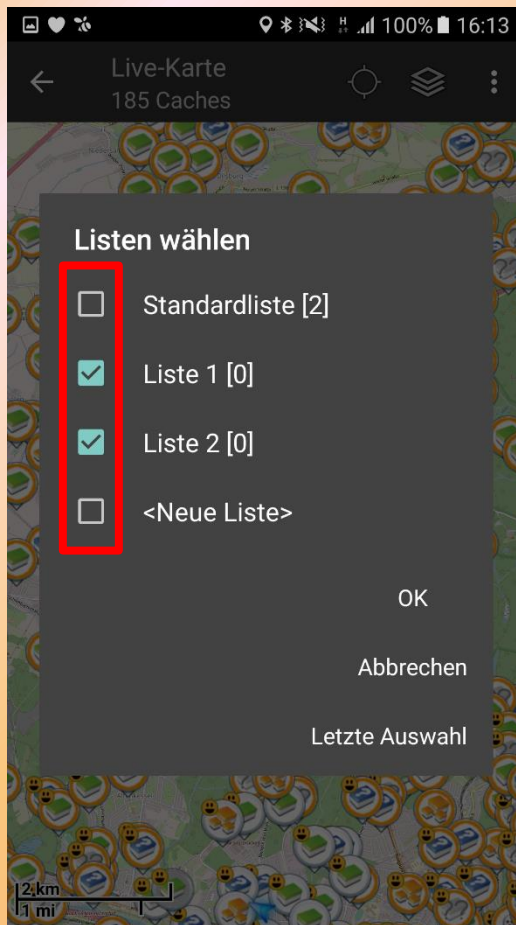 H 100% 16:13
Live-Karte
185 Caches
Listen wählen
Standardliste [2]
Liste 1 [0]
Liste 2 [0]
<Neue Liste>
OK
Abbrechen
Letzte Auswahl
2 km
1 mi